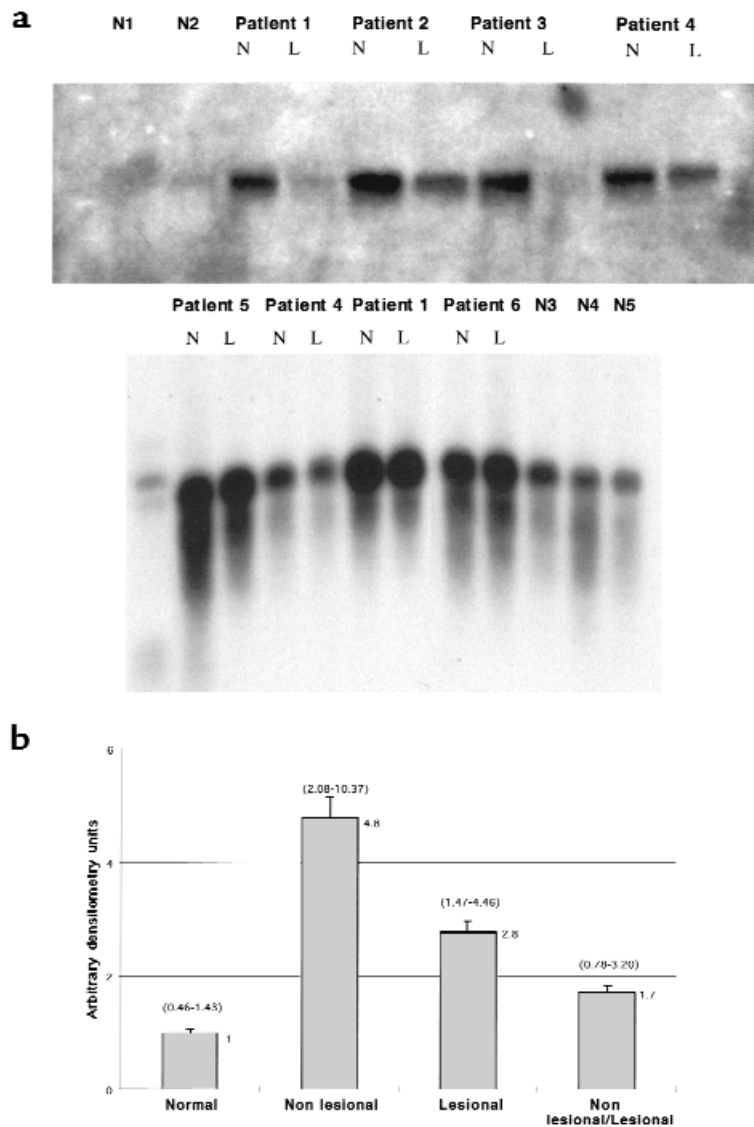 a
N1 N2 Patient 1 Patient 2 Patient 3 Patient 4
N L N L N L N L
Patient 5 Patient 4 Patient 1 Patient 6 N3 N4 N5
N L N L N L N L
b
Arbitrary densitometry units
6
4
2
0
(0.46-1.43)
1
(2.08-10.37)
4.8
(1.47-4.46)
2.8
(0.78-3.20)
1.7
Normal Non lesional Lesional Non
lesional/Lesional